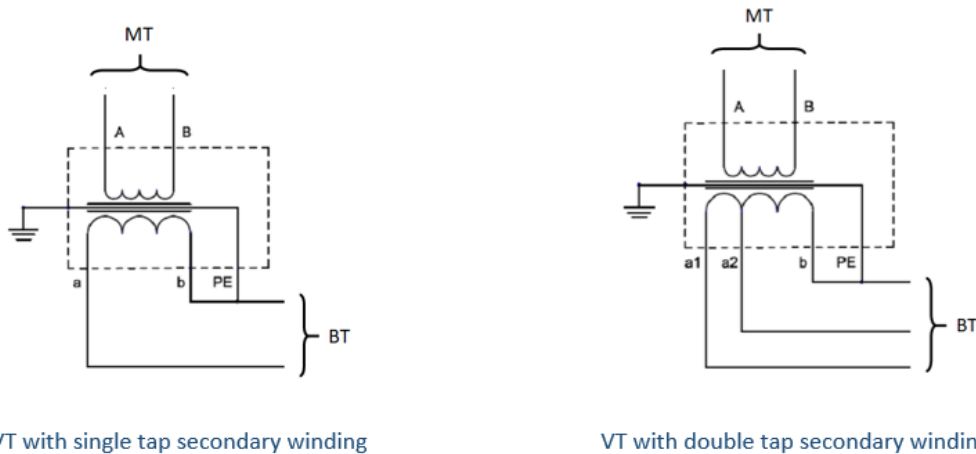 MT
A B
a b PE
BT
VT with single tap secondary winding
MT
A B
a1 a2 b PE
BT
VT with double tap secondary